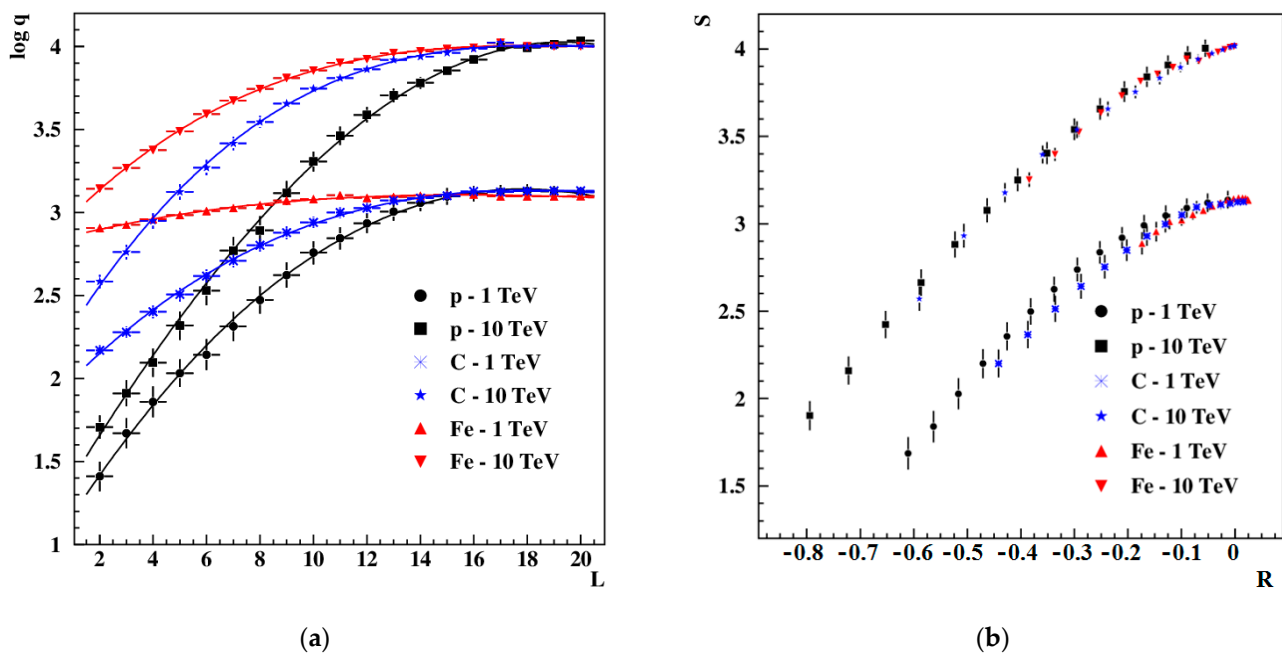 log q
4
3.5
3
2.5
2
1.5
1
2 4 6 8 10 12 14 16 18 20
L
p - 1 TeV
p - 10 TeV
C - 1 TeV
C - 10 TeV
Fe - 1 TeV
Fe - 10 TeV
(a)
S
4
3.5
3
2.5
2
1.5
-0.8 -0.7 -0.6 -0.5 -0.4 -0.3 -0.2 -0.1 0
R
p - 1 TeV
p - 10 TeV
C - 1 TeV
C - 10 TeV
Fe - 1 TeV
Fe - 10 TeV
(b)